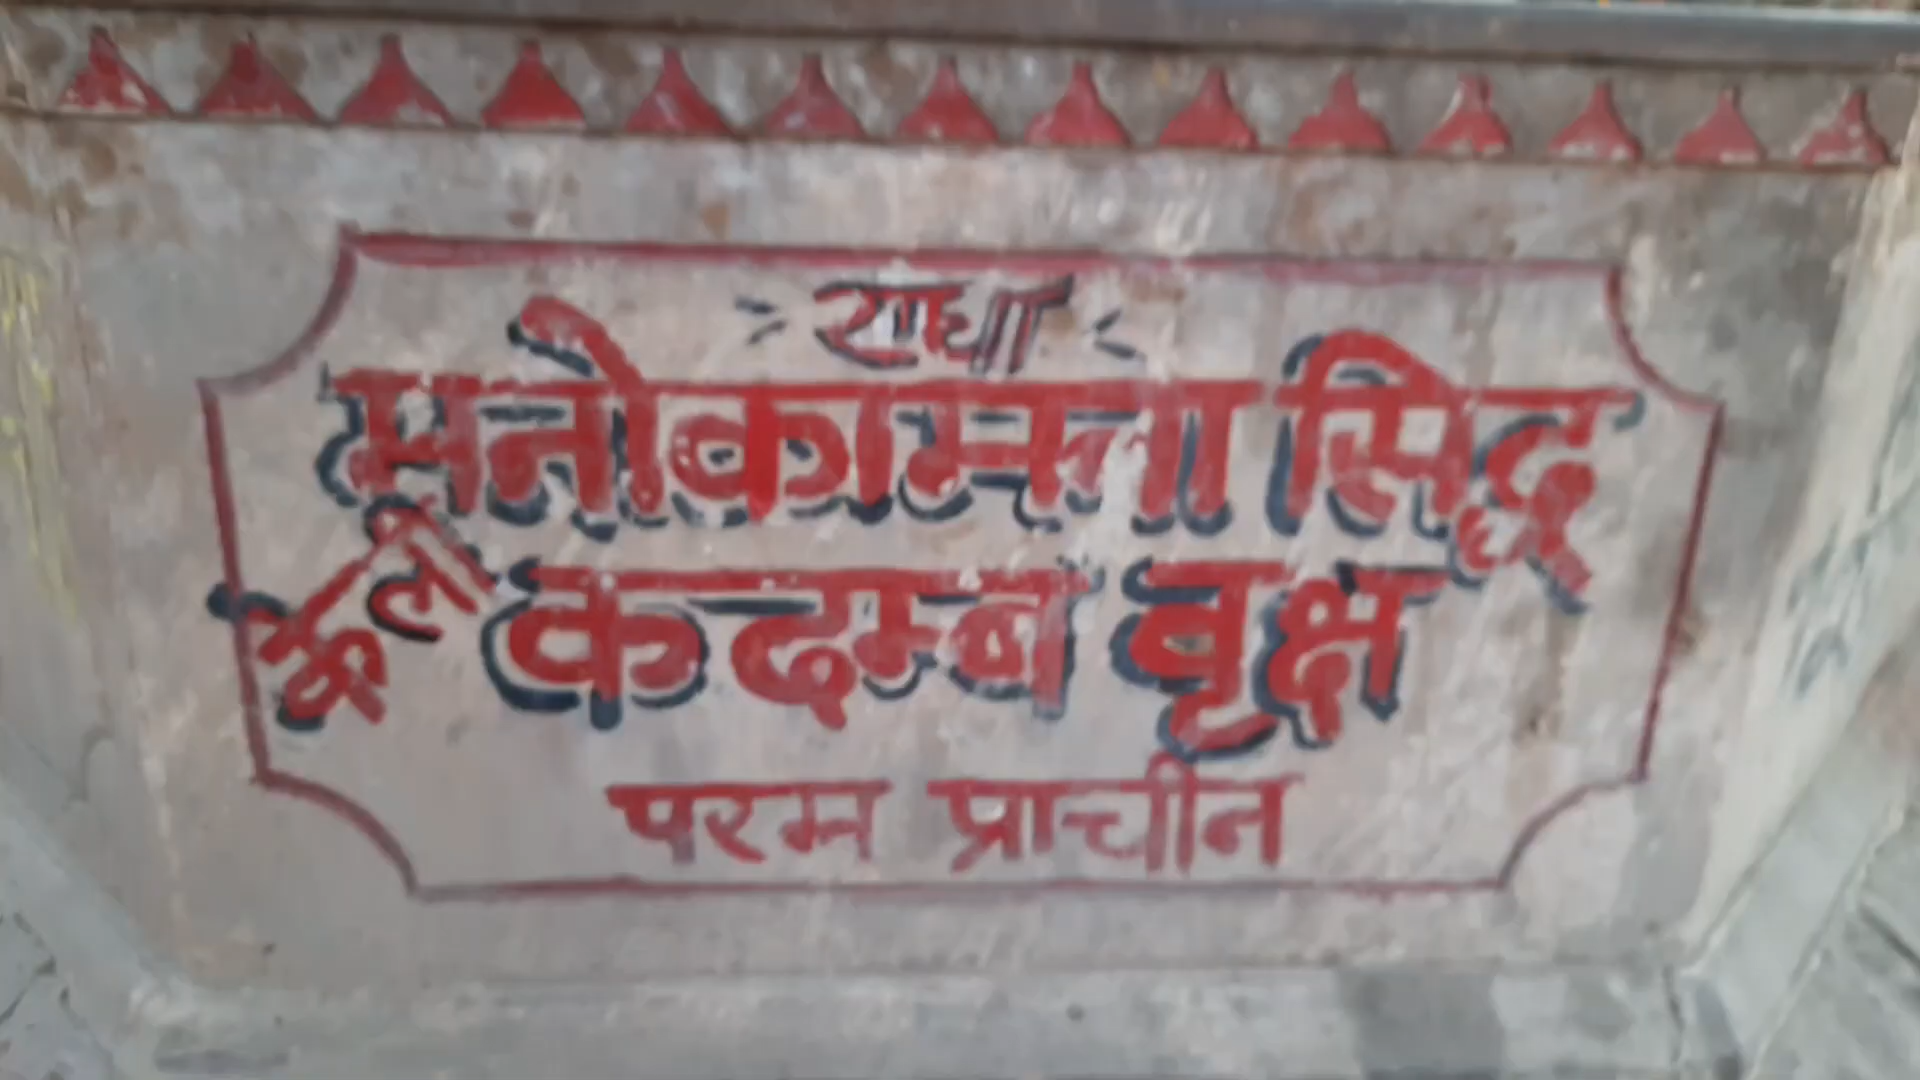 राधा
मनोकामना सिद्ध
केली कदम्ब वृक्ष
परम प्राचीन